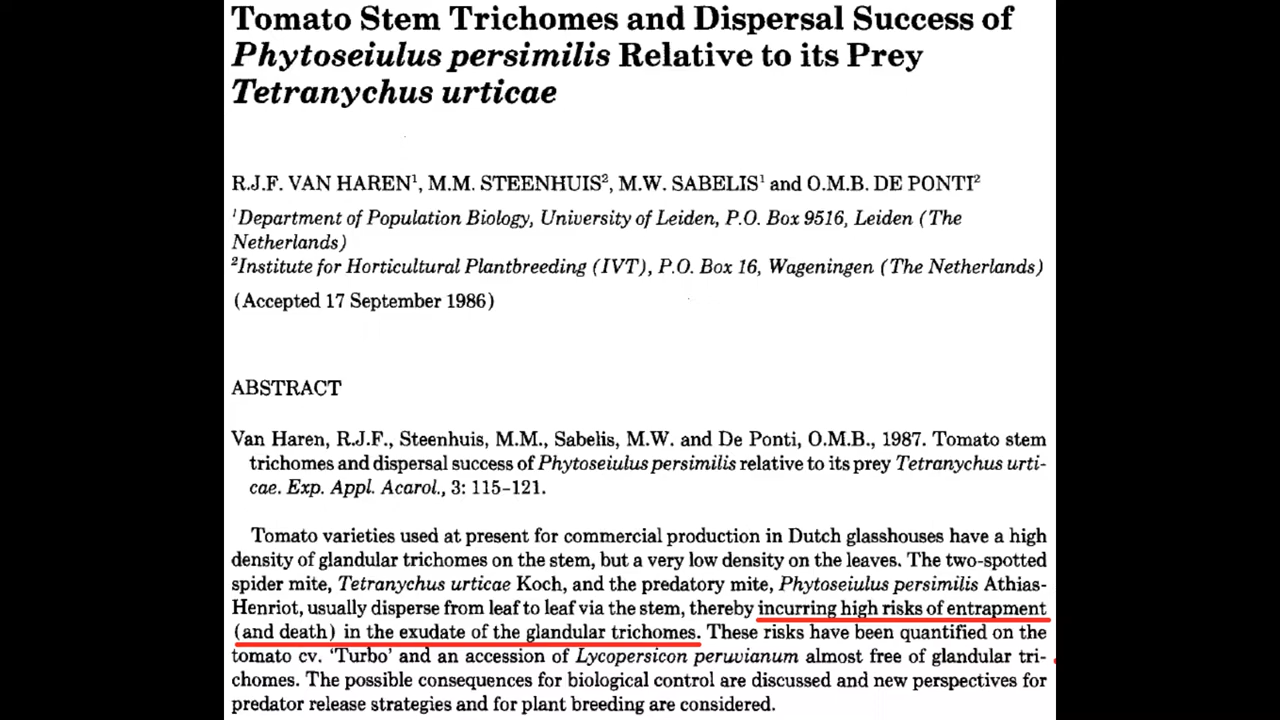 Tomato Stem Trichomes and Dispersal Success of
Phytoseiulus persimilis Relative to its Prey
Tetranychus urticae
R.J.F. VAN HAREN¹, M.M. STEENHUIS², M.W. SABELIS¹ and O.M.B. DE PONTI²
¹Department of Population Biology, University of Leiden, P.O. Box 9516, Leiden (The
Netherlands)
²Institute for Horticultural Plantbreeding (IVT), P.O. Box 16, Wageningen (The Netherlands)
(Accepted 17 September 1986)
ABSTRACT
Van Haren, R.J.F., Steenhuis, M.M., Sabelis, M.W. and De Ponti, O.M.B., 1987. Tomato stem
trichomes and dispersal success of Phytoseiulus persimilis relative to its prey Tetranychus urti-
cae. Exp. Appl. Acarol., 3: 115–121.
Tomato varieties used at present for commercial production in Dutch glasshouses have a high
density of glandular trichomes on the stem, but a very low density on the leaves. The two-spotted
spider mite, Tetranychus urticae Koch, and the predatory mite, Phytoseiulus persimilis Athias-
Henriot, usually disperse from leaf to leaf via the stem, thereby incurring high risks of entrapment
(and death) in the exudate of the glandular trichomes. These risks have been quantified on the
tomato cv. 'Turbo' and an accession of Lycopersicon peruvianum almost free of glandular tri-
chomes. The possible consequences for biological control are discussed and new perspectives for
predator release strategies and for plant breeding are considered.